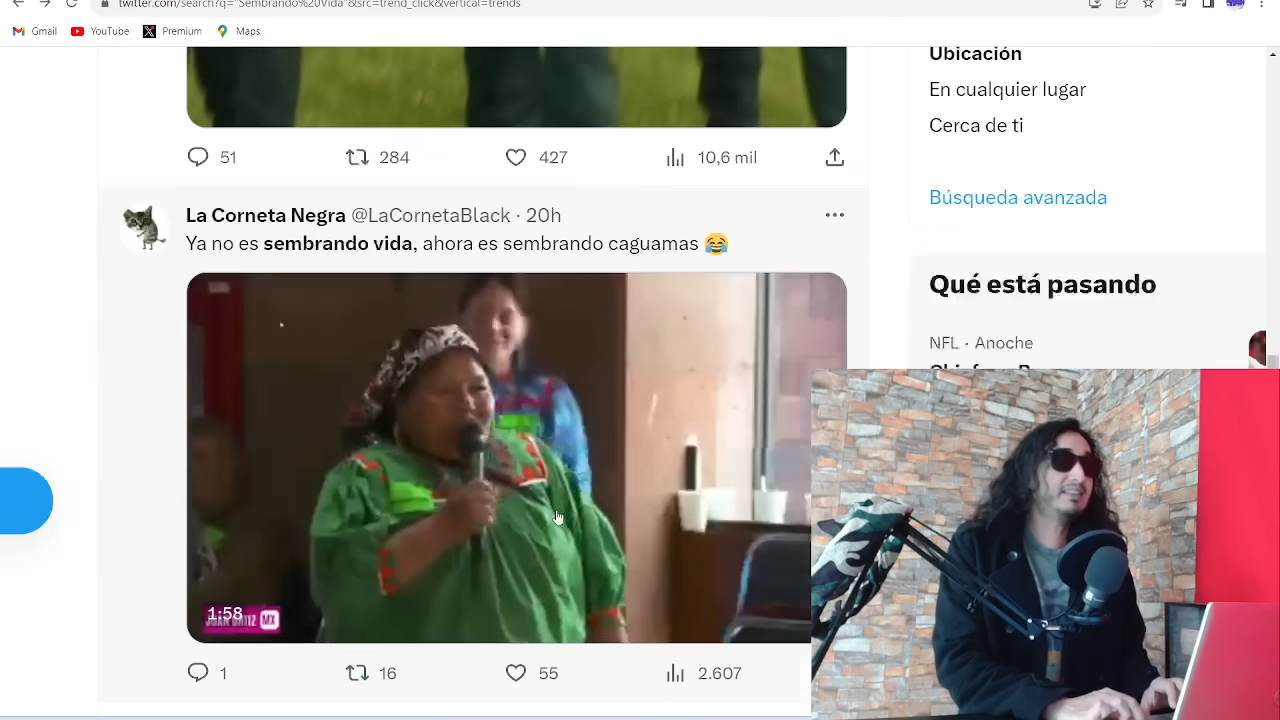 twitter.com/search?q="Sembrando%20Vida"&src=trend_click&vertical=trends
Gmail YouTube Premium Maps
Ubicación
En cualquier lugar
Cerca de ti
Búsqueda avanzada
51 284 427 10,6 mil
La Corneta Negra @LaCornetaBlack · 20h
Ya no es sembrando vida, ahora es sembrando caguamas 😂
Qué está pasando
NFL · Anoche
1:58
MX
1 16 55 2.607